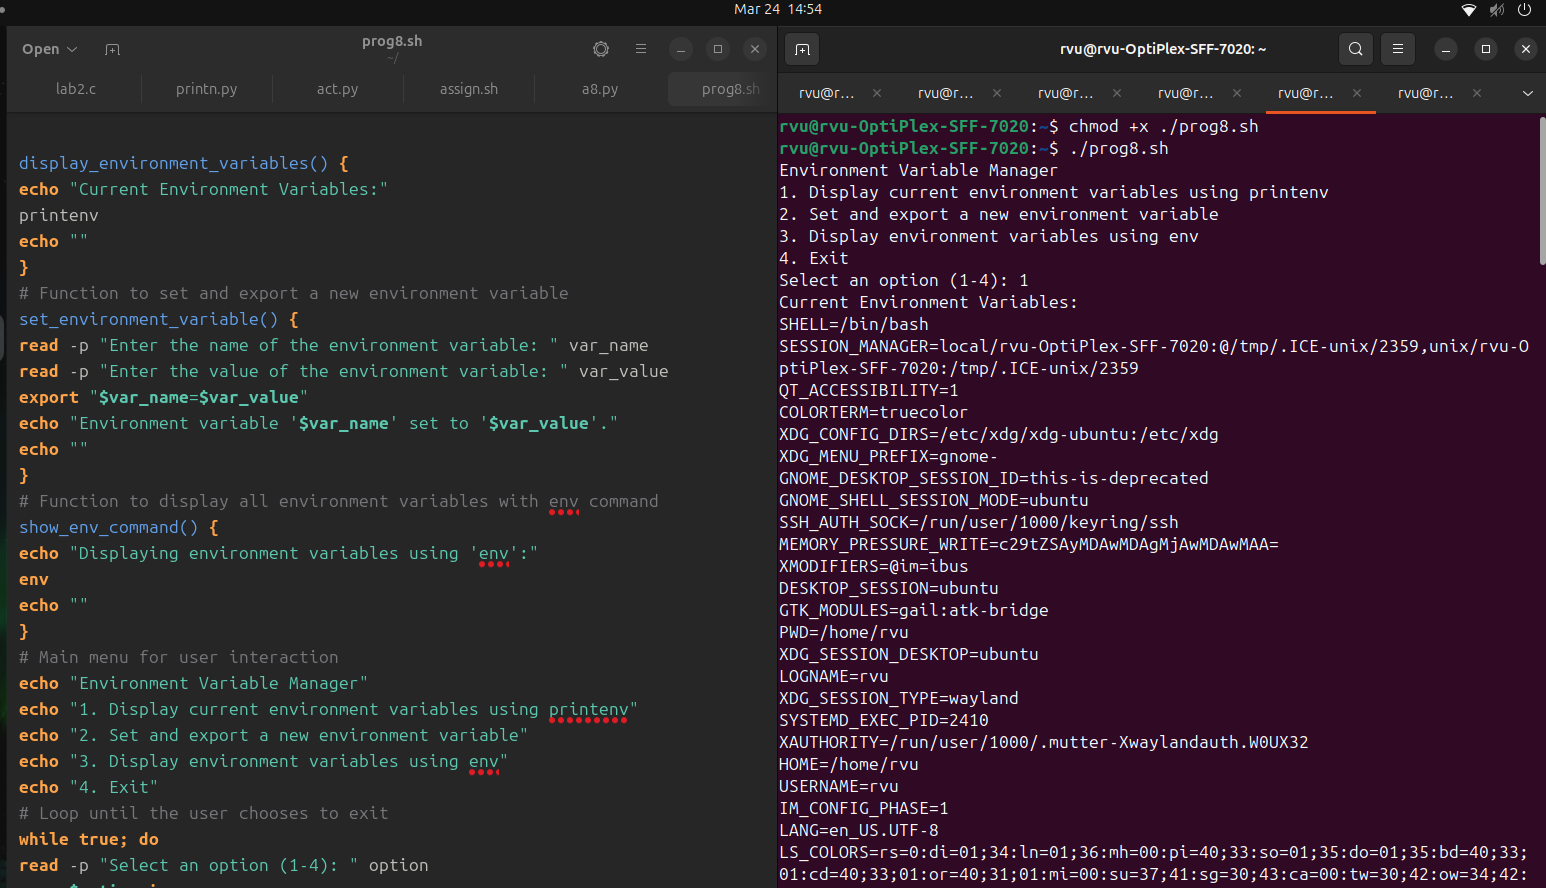 Mar 24 14:54
Open
prog8.sh
~/
lab2.c
printn.py
act.py
assign.sh
a8.py
prog8.sh
display_environment_variables() {
echo "Current Environment Variables:"
printenv
echo ""
}
# Function to set and export a new environment variable
set_environment_variable() {
read -p "Enter the name of the environment variable: " var_name
read -p "Enter the value of the environment variable: " var_value
export "$var_name=$var_value"
echo "Environment variable '$var_name' set to '$var_value'."
echo ""
}
# Function to display all environment variables with env command
show_env_command() {
echo "Displaying environment variables using 'env':"
env
echo ""
}
# Main menu for user interaction
echo "Environment Variable Manager"
echo "1. Display current environment variables using printenv"
echo "2. Set and export a new environment variable"
echo "3. Display environment variables using env"
echo "4. Exit"
# Loop until the user chooses to exit
while true; do
read -p "Select an option (1-4): " option
rvu@rvu-OptiPlex-SFF-7020: ~
rvu@r...
rvu@r...
rvu@r...
rvu@r...
rvu@r...
rvu@r...
rvu@rvu-OptiPlex-SFF-7020:~$ chmod +x ./prog8.sh
rvu@rvu-OptiPlex-SFF-7020:~$ ./prog8.sh
Environment Variable Manager
1. Display current environment variables using printenv
2. Set and export a new environment variable
3. Display environment variables using env
4. Exit
Select an option (1-4): 1
Current Environment Variables:
SHELL=/bin/bash
SESSION_MANAGER=local/rvu-OptiPlex-SFF-7020:@/tmp/.ICE-unix/2359,unix/rvu-O
ptiPlex-SFF-7020:/tmp/.ICE-unix/2359
QT_ACCESSIBILITY=1
COLORTERM=truecolor
XDG_CONFIG_DIRS=/etc/xdg/xdg-ubuntu:/etc/xdg
XDG_MENU_PREFIX=gnome-
GNOME_DESKTOP_SESSION_ID=this-is-deprecated
GNOME_SHELL_SESSION_MODE=ubuntu
SSH_AUTH_SOCK=/run/user/1000/keyring/ssh
MEMORY_PRESSURE_WRITE=c29tZSAyMDAwMDAgMjAwMDAwMAA=
XMODIFIERS=@im=ibus
DESKTOP_SESSION=ubuntu
GTK_MODULES=gail:atk-bridge
PWD=/home/rvu
XDG_SESSION_DESKTOP=ubuntu
LOGNAME=rvu
XDG_SESSION_TYPE=wayland
SYSTEMD_EXEC_PID=2410
XAUTHORITY=/run/user/1000/.mutter-Xwaylandauth.W0UX32
HOME=/home/rvu
USERNAME=rvu
IM_CONFIG_PHASE=1
LANG=en_US.UTF-8
LS_COLORS=rs=0:di=01;34:ln=01;36:mh=00:pi=40;33:so=01;35:do=01;35:bd=40;33;
01:cd=40;33;01:or=40;31;01:mi=00:su=37;41:sg=30;43:ca=00:tw=30;42:ow=34;42: